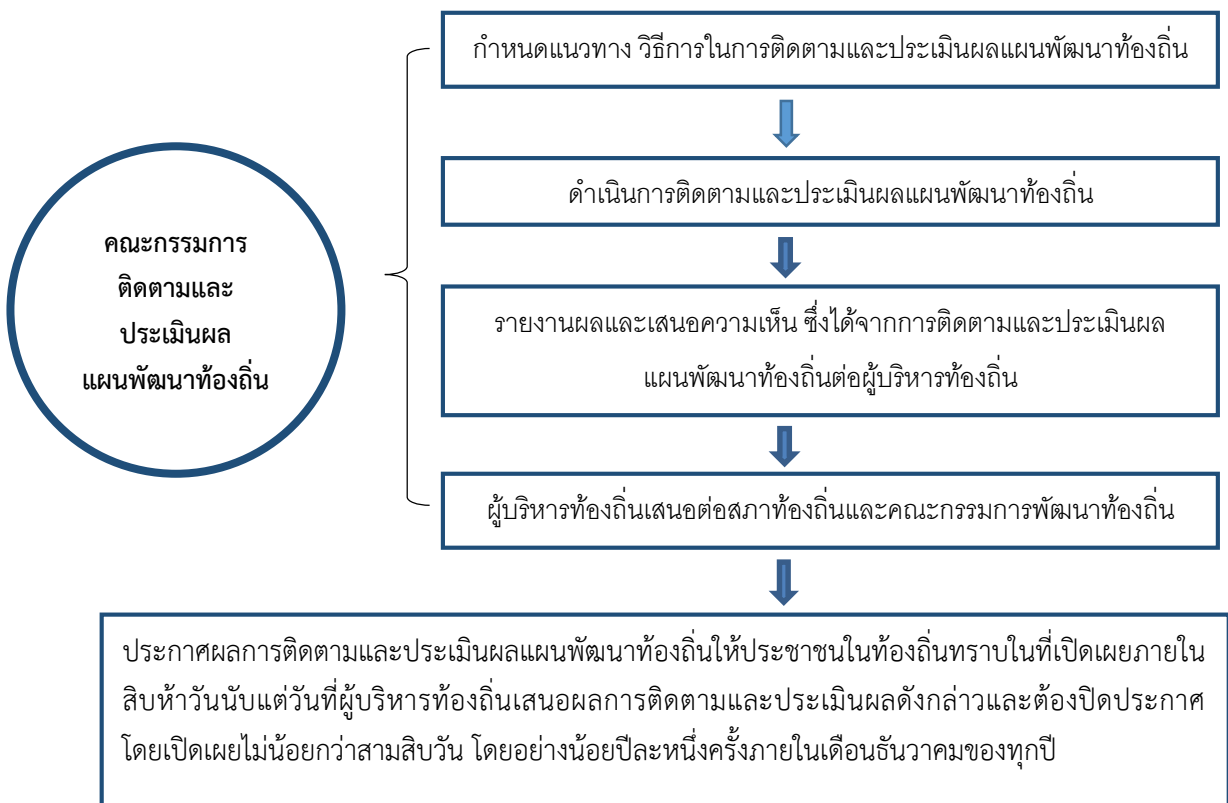 กำหนดแนวทาง วิธีการในการติดตามและประเมินผลแผนพัฒนาท้องถิ่น
ดำเนินการติดตามและประเมินผลแผนพัฒนาท้องถิ่น
คณะกรรมการ
ติดตามและ
ประเมินผล
แผนพัฒนาท้องถิ่น
รายงานผลและเสนอความเห็น ซึ่งได้จากการติดตามและประเมินผล
แผนพัฒนาท้องถิ่นต่อผู้บริหารท้องถิ่น
ผู้บริหารท้องถิ่นเสนอต่อสภาท้องถิ่นและคณะกรรมการพัฒนาท้องถิ่น
ประกาศผลการติดตามและประเมินผลแผนพัฒนาท้องถิ่นให้ประชาชนในท้องถิ่นทราบในที่เปิดเผยภายใน
สิบห้าวันนับแต่วันที่ผู้บริหารท้องถิ่นเสนอผลการติดตามและประเมินผลดังกล่าวและต้องปิดประกาศ
โดยเปิดเผยไม่น้อยกว่าสามสิบวัน โดยอย่างน้อยปีละหนึ่งครั้งภายในเดือนธันวาคมของทุกปี